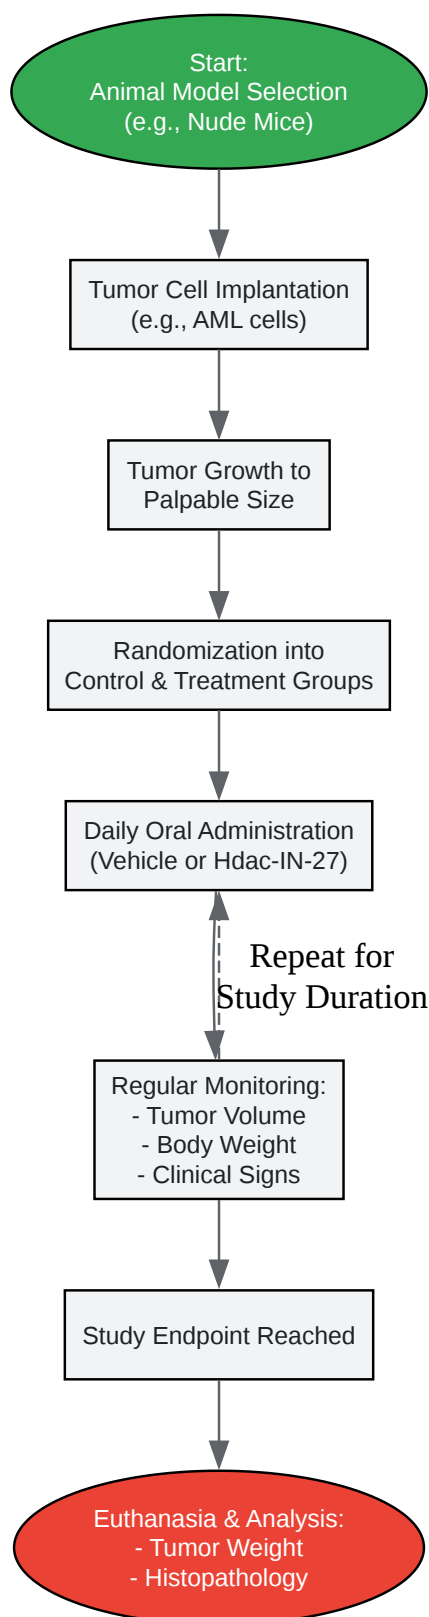 Start:
Animal Model Selection
(e.g., Nude Mice)
Tumor Cell Implantation
(e.g., AML cells)
Tumor Growth to
Palpable Size
Randomization into
Control & Treatment Groups
Daily Oral Administration
(Vehicle or Hdac-IN-27)
Repeat for
Study Duration
Regular Monitoring:
- Tumor Volume
- Body Weight
- Clinical Signs
Study Endpoint Reached
Euthanasia & Analysis:
- Tumor Weight
- Histopathology